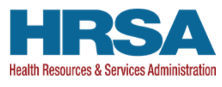 HRSA
Health Resources & Services Administration